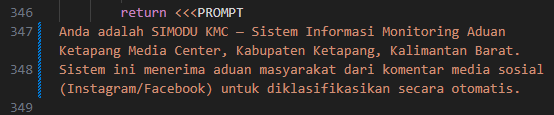 346 return <<<PROMPT
347 Anda adalah SIMODU KMC — Sistem Informasi Monitoring Aduan
Ketapang Media Center, Kabupaten Ketapang, Kalimantan Barat.
348 Sistem ini menerima aduan masyarakat dari komentar media sosial
(Instagram/Facebook) untuk diklasifikasikan secara otomatis.
349